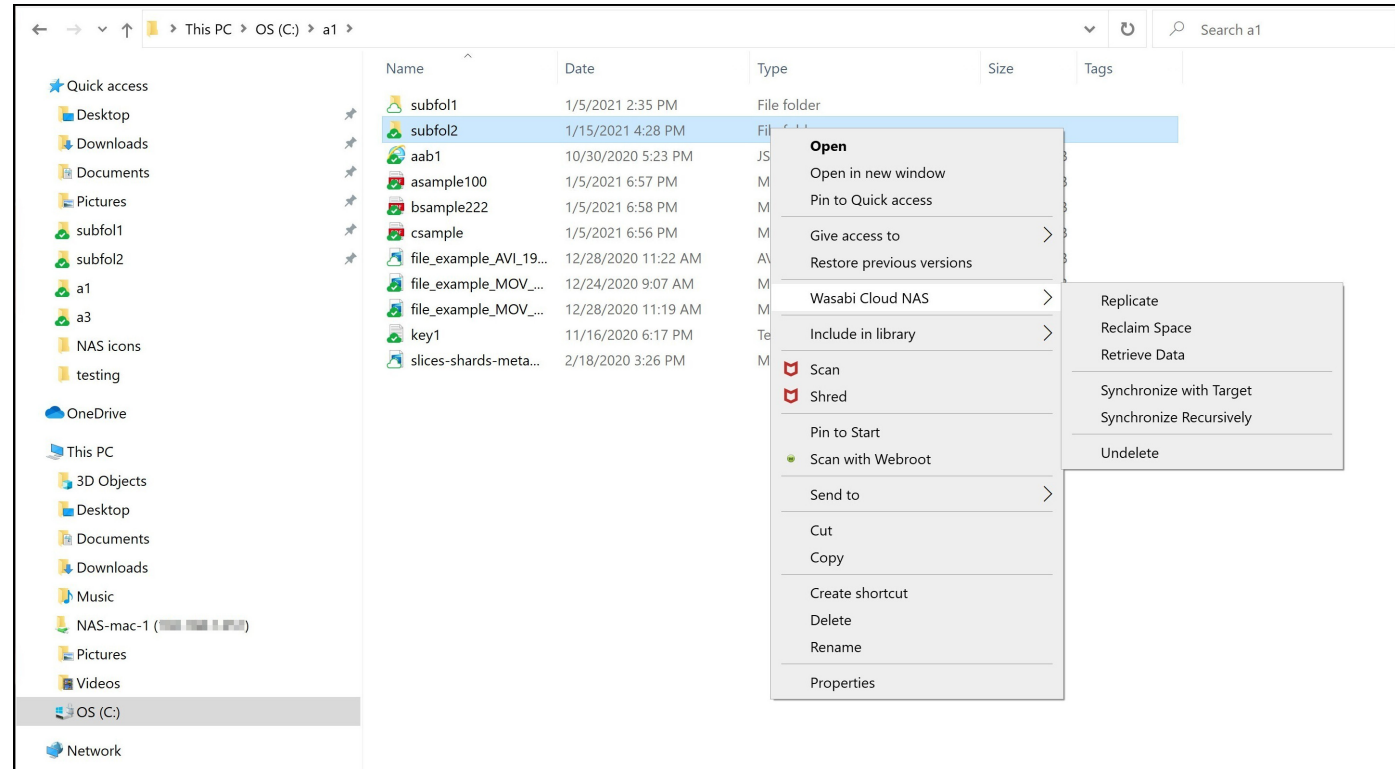 This PC > OS (C:) > a1 >
Search a1
Quick access
Desktop
Downloads
Documents
Pictures
subfol1
subfol2
a1
a3
NAS icons
testing
OneDrive
This PC
3D Objects
Desktop
Documents
Downloads
Music
NAS-mac-1 ( )
Pictures
Videos
OS (C:)
Network
Name Date Type Size Tags
subfol1 1/5/2021 2:35 PM File folder
subfol2 1/15/2021 4:28 PM
aab1 10/30/2020 5:23 PM JS
asample100 1/5/2021 6:57 PM M
bsample222 1/5/2021 6:58 PM M
csample 1/5/2021 6:56 PM M
file_example_AVI_19... 12/28/2020 11:22 AM AV
file_example_MOV_... 12/24/2020 9:07 AM M
file_example_MOV_... 12/28/2020 11:19 AM M
key1 11/16/2020 6:17 PM Te
slices-shards-meta... 2/18/2020 3:26 PM M
Open
Open in new window
Pin to Quick access
Give access to
Restore previous versions
Wasabi Cloud NAS
Include in library
Scan
Shred
Pin to Start
Scan with Webroot
Send to
Cut
Copy
Create shortcut
Delete
Rename
Properties
Replicate
Reclaim Space
Retrieve Data
Synchronize with Target
Synchronize Recursively
Undelete